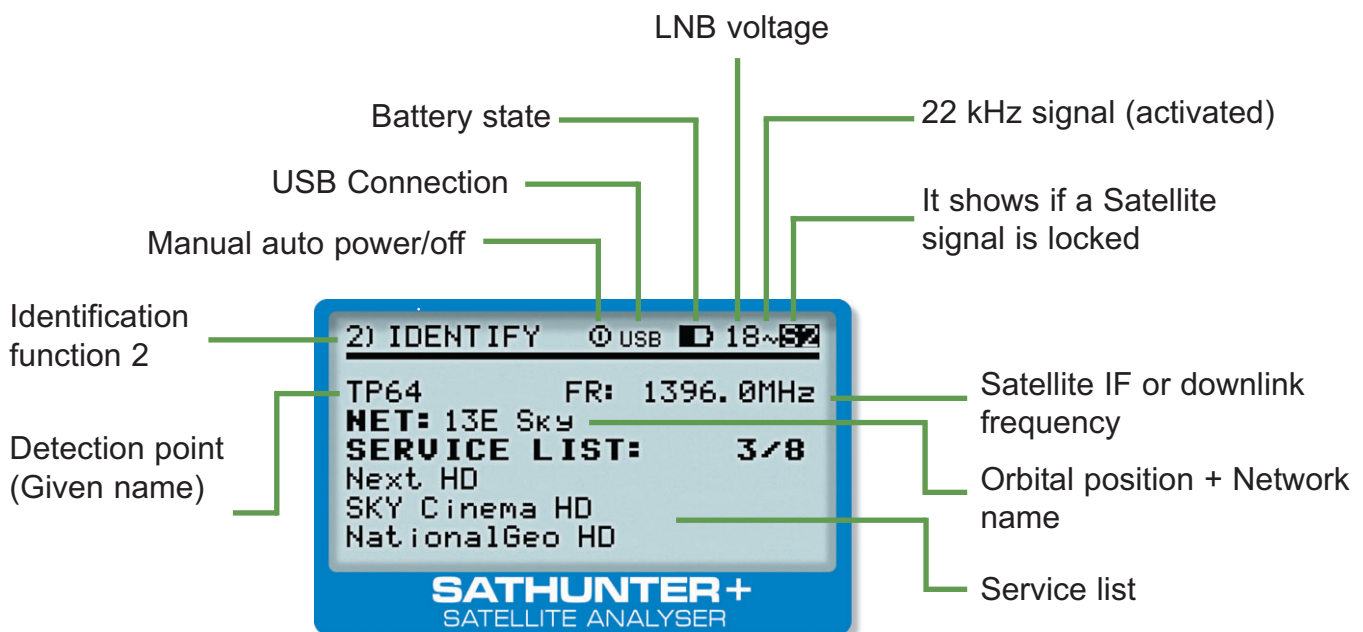 LNB voltage
Battery state
22 kHz signal (activated)
USB Connection
It shows if a Satellite
signal is locked
Manual auto power/off
Identification
function 2
2) IDENTIFY USB 18~S2
TP64 FR: 1396.0MHz
Satellite IF or downlink
frequency
NET: 13E Sky
SERVICE LIST: 3/8
Detection point
(Given name)
Orbital position + Network
name
Next HD
SKY Cinema HD
NationalGeo HD
Service list
SATHUNTER+
SATELLITE ANALYSER